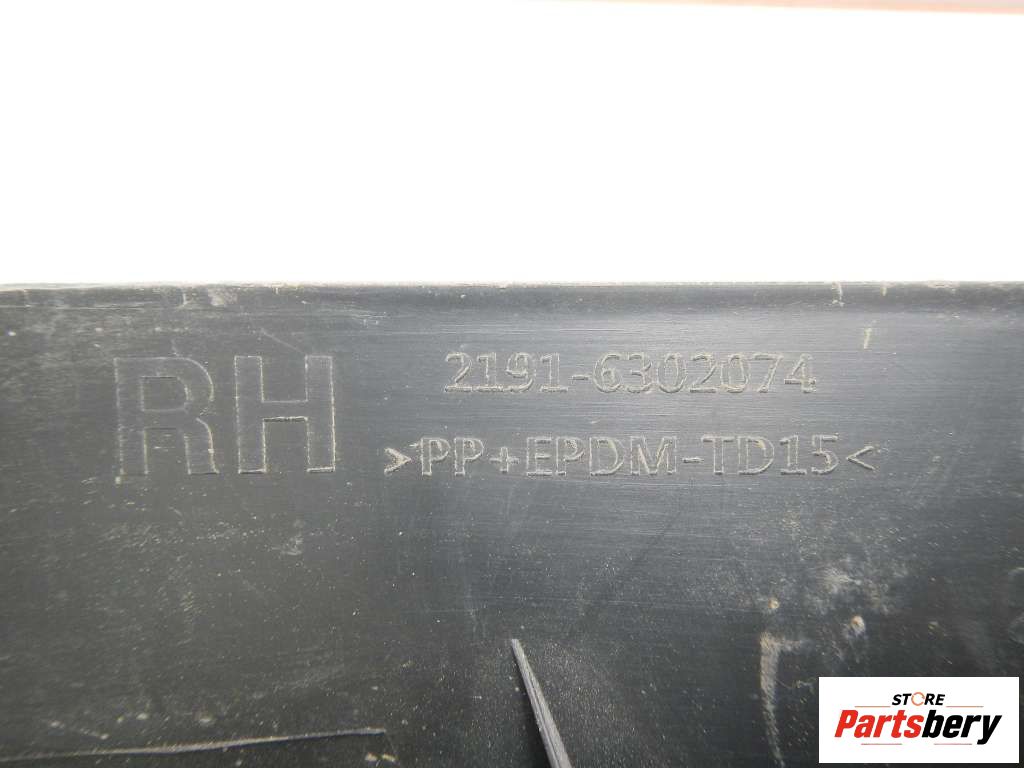 RH
2191-6302074
>PP+EPDM-TD15<
STORE
Partsbery